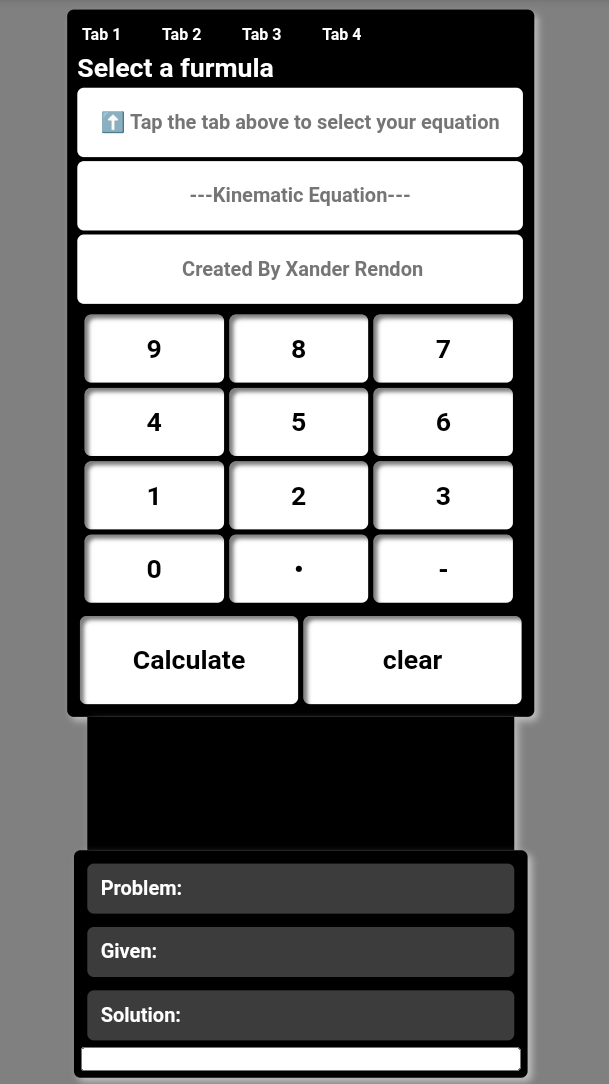 Tab 1 Tab 2 Tab 3 Tab 4
Select a furmula
⬆️ Tap the tab above to select your equation
---Kinematic Equation---
Created By Xander Rendon
9 8 7
4 5 6
1 2 3
0 • -
Calculate clear
Problem:
Given:
Solution: